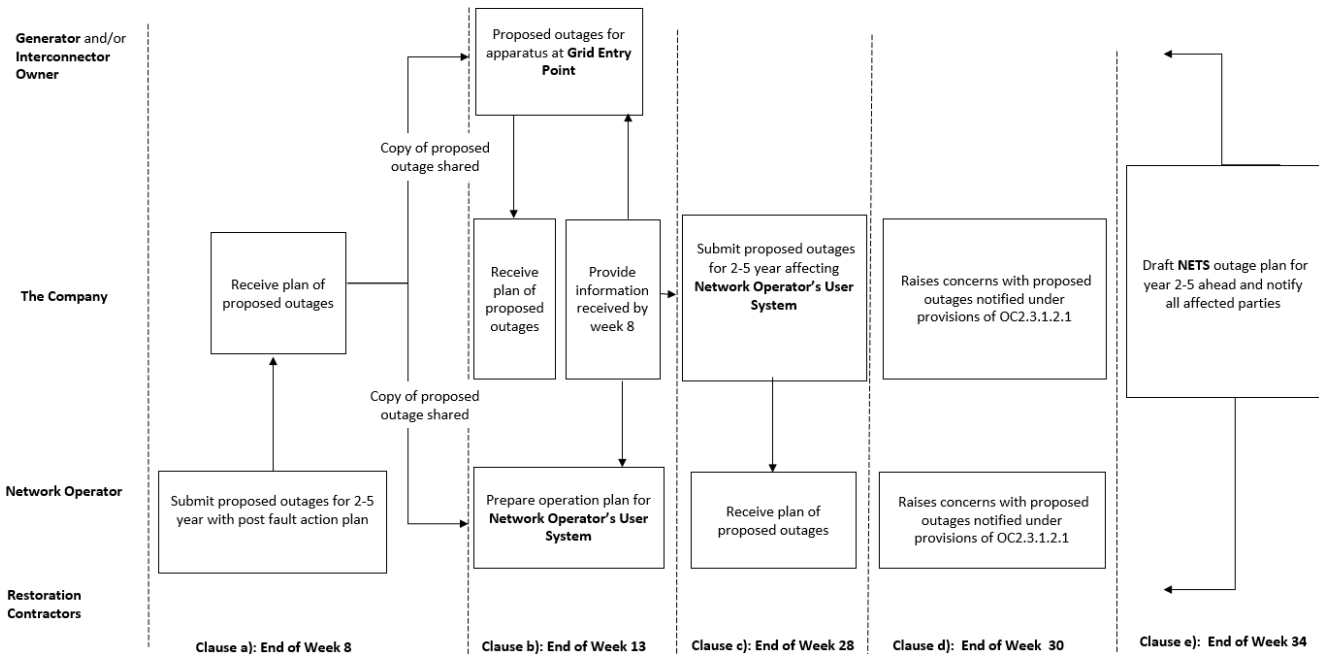 Generator and/or
Interconnector
Owner
Proposed outages for
apparatus at Grid Entry
Point
Copy of proposed
outage shared
Receive plan of
proposed outages
Receive
plan of
proposed
outages
Provide
information
received by
week 8
Submit proposed outages
for 2-5 year affecting
Network Operator's User
System
Raises concerns with proposed
outages notified under
provisions of OC2.3.1.2.1
Draft NETS outage plan for
year 2-5 ahead and notify
all affected parties
The Company
Copy of proposed
outage shared
Network Operator
Submit proposed outages for 2-5
year with post fault action plan
Prepare operation plan for
Network Operator's User
System
Receive plan of
proposed outages
Raises concerns with proposed
outages notified under
provisions of OC2.3.1.2.1
Restoration
Contractors
Clause a): End of Week 8
Clause b): End of Week 13
Clause c): End of Week 28
Clause d): End of Week 30
Clause e): End of Week 34